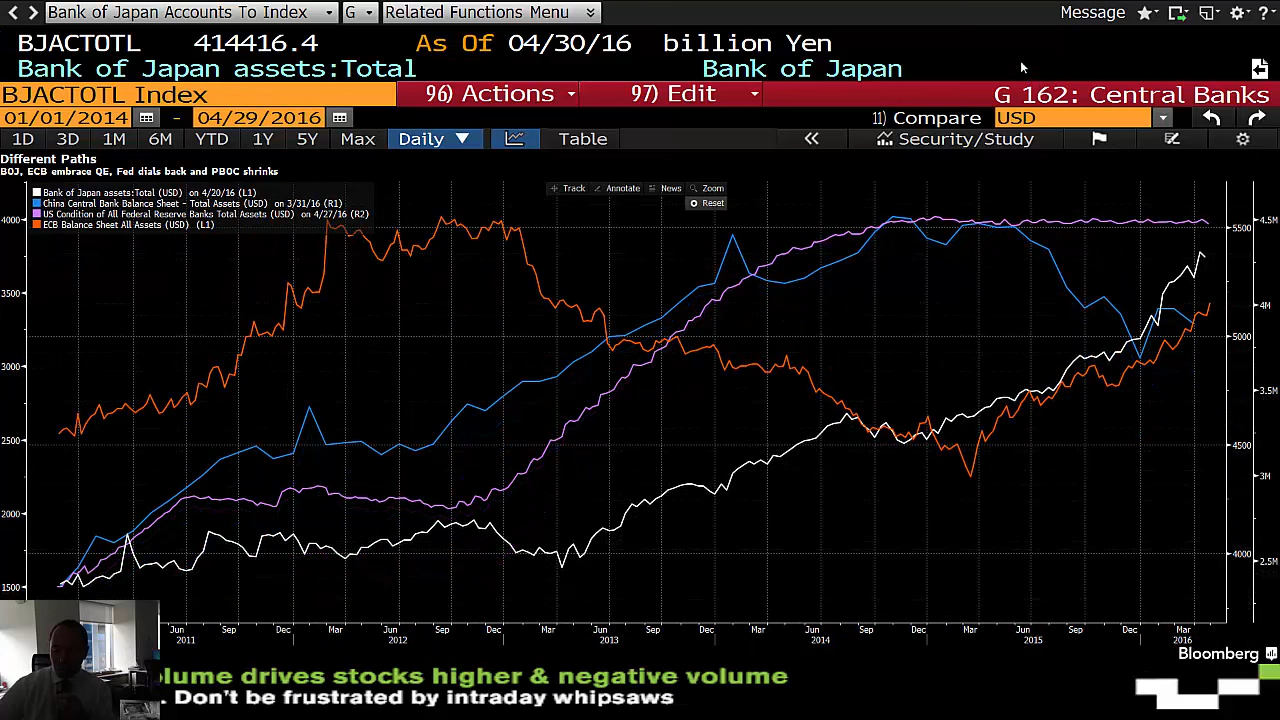 Bank of Japan Accounts To Index G Related Functions Menu Message ?
BJACTOTL 414416.4 As Of 04/30/16 billion Yen
Bank of Japan assets:Total Bank of Japan
BJACTOTL Index 96) Actions 97) Edit G 162: Central Banks
01/01/2014 - 04/29/2016 11) Compare USD
1D 3D 1M 6M YTD 1Y 5Y Max Daily ▼ Table « Security/Study
Different Paths
BOJ, ECB embrace QE, Fed dials back and PBOC shrinks
Track Annotate News Zoom
Reset
Bank of Japan assets:Total (USD) on 4/20/16 (L1)
China Central Bank Balance Sheet - Total Assets (USD) on 3/31/16 (R1)
US Condition of All Federal Reserve Banks Total Assets (USD) on 4/27/16 (R2)
ECB Balance Sheet All Assets (USD) (L1)
4000 5500 4.5M
3500 4M
3000 5000
3.5M
2500 4500
3M
2000
1500 4000 2.5M
Jun Sep Dec Mar Jun Sep Dec Mar Jun Sep Dec Mar Jun Sep Dec Mar Jun Sep Dec Mar
2011 2012 2013 2014 2015 2016
Bloomberg
olume drives stocks higher & negative volume
. Don't be frustrated by intraday whipsaws